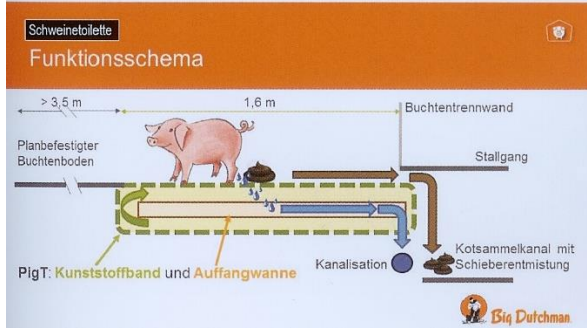 Schweinetoilette
Funktionsschema
> 3,5 m
1,6 m
Buchtentrennwand
Planbefestigter
Buchtenboden
Stallgang
PigT: Kunststoffband und Auffangwanne
Kanalisation
Kotsammelkanal mit
Schieberentmistung
Big Dutchman